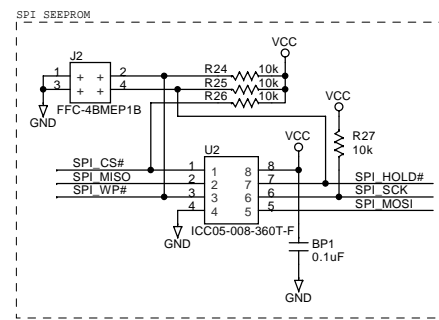 SPI SEEPROM
J2
VCC
1 2 R24 10k
3 4 R25 10k
R26 10k
VCC
GND
FFC-4BMEP1B
VCC
R27
10k
U2
SPI_CS# 1 1 8 8
SPI_MISO 2 2 7 7 SPI_HOLD#
SPI_WP# 3 3 6 6 SPI_SCK
4 4 5 5 SPI_MOSI
ICC05-008-360T-F
GND
BP1
0.1uF
GND